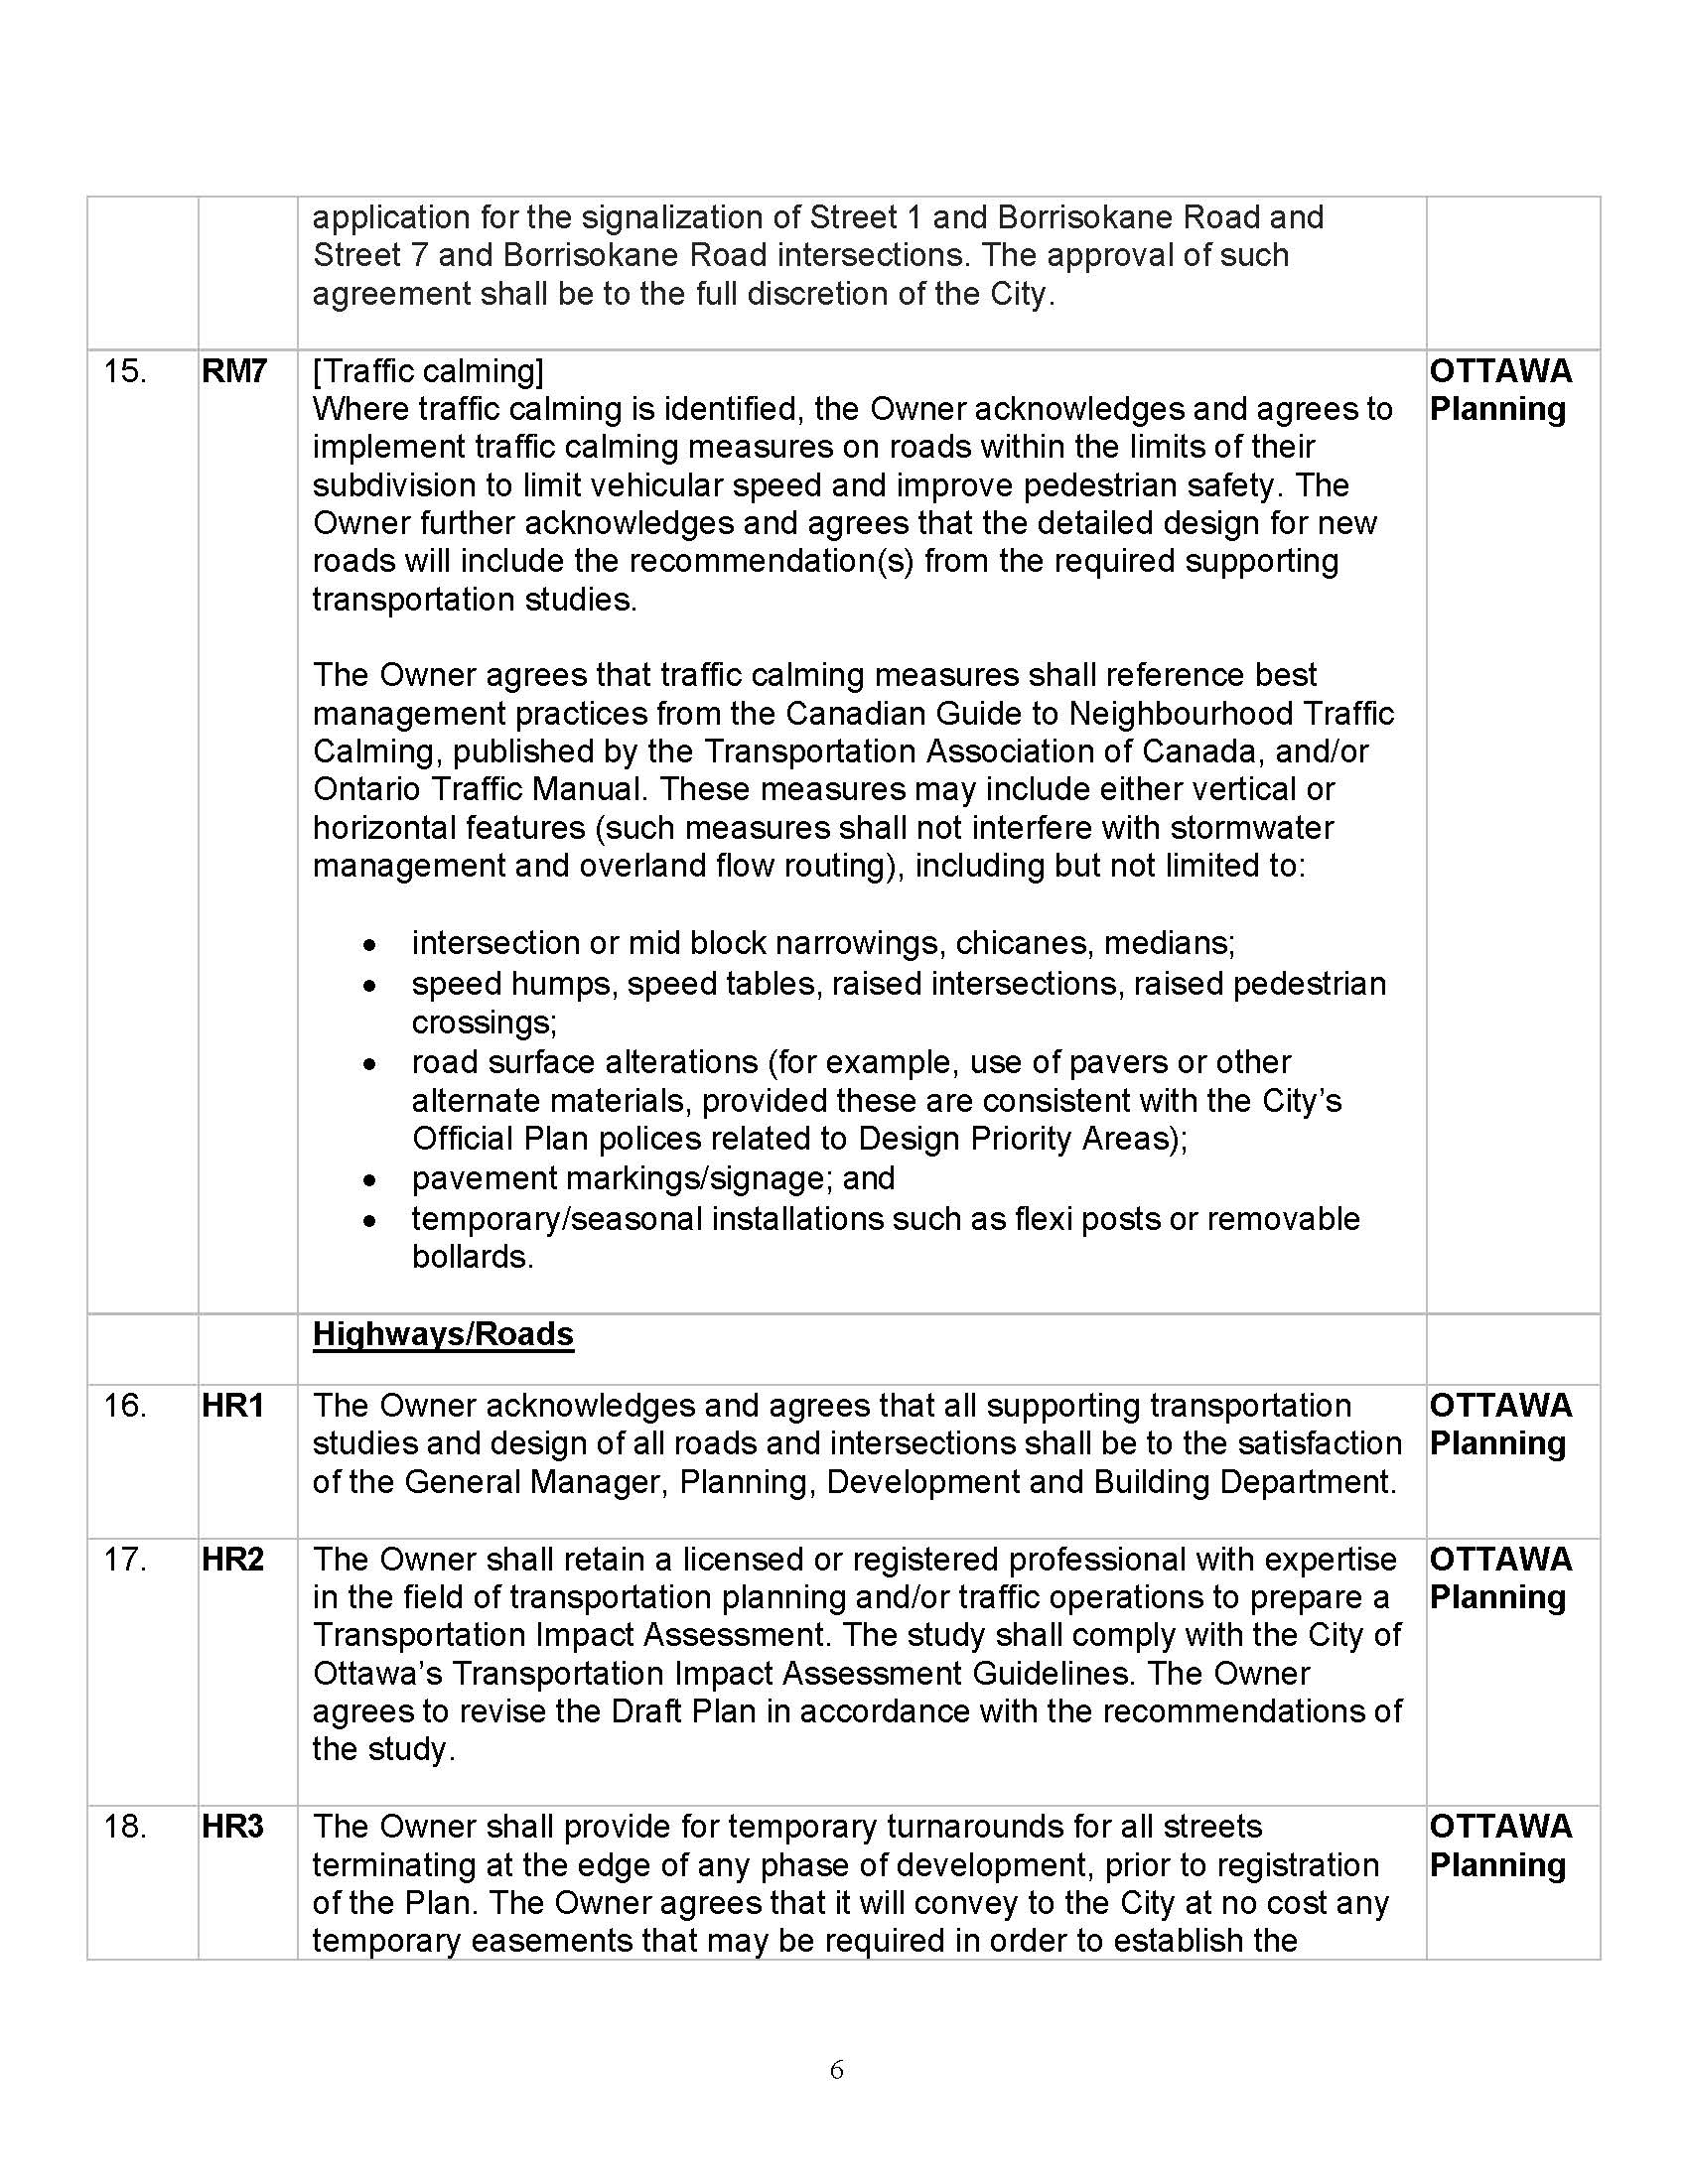 application for the signalization of Street 1 and Borrisokane Road and
Street 7 and Borrisokane Road intersections. The approval of such
agreement shall be to the full discretion of the City.
15. RM7 [Traffic calming] OTTAWA
Where traffic calming is identified, the Owner acknowledges and agrees to Planning
implement traffic calming measures on roads within the limits of their
subdivision to limit vehicular speed and improve pedestrian safety. The
Owner further acknowledges and agrees that the detailed design for new
roads will include the recommendation(s) from the required supporting
transportation studies.
The Owner agrees that traffic calming measures shall reference best
management practices from the Canadian Guide to Neighbourhood Traffic
Calming, published by the Transportation Association of Canada, and/or
Ontario Traffic Manual. These measures may include either vertical or
horizontal features (such measures shall not interfere with stormwater
management and overland flow routing), including but not limited to:
• intersection or mid block narrowings, chicanes, medians;
• speed humps, speed tables, raised intersections, raised pedestrian
crossings;
• road surface alterations (for example, use of pavers or other
alternate materials, provided these are consistent with the City’s
Official Plan polices related to Design Priority Areas);
• pavement markings/signage; and
• temporary/seasonal installations such as flexi posts or removable
bollards.
Highways/Roads
16. HR1 The Owner acknowledges and agrees that all supporting transportation OTTAWA
studies and design of all roads and intersections shall be to the satisfaction Planning
of the General Manager, Planning, Development and Building Department.
17. HR2 The Owner shall retain a licensed or registered professional with expertise OTTAWA
in the field of transportation planning and/or traffic operations to prepare a Planning
Transportation Impact Assessment. The study shall comply with the City of
Ottawa’s Transportation Impact Assessment Guidelines. The Owner
agrees to revise the Draft Plan in accordance with the recommendations of
the study.
18. HR3 The Owner shall provide for temporary turnarounds for all streets OTTAWA
terminating at the edge of any phase of development, prior to registration Planning
of the Plan. The Owner agrees that it will convey to the City at no cost any
temporary easements that may be required in order to establish the
6